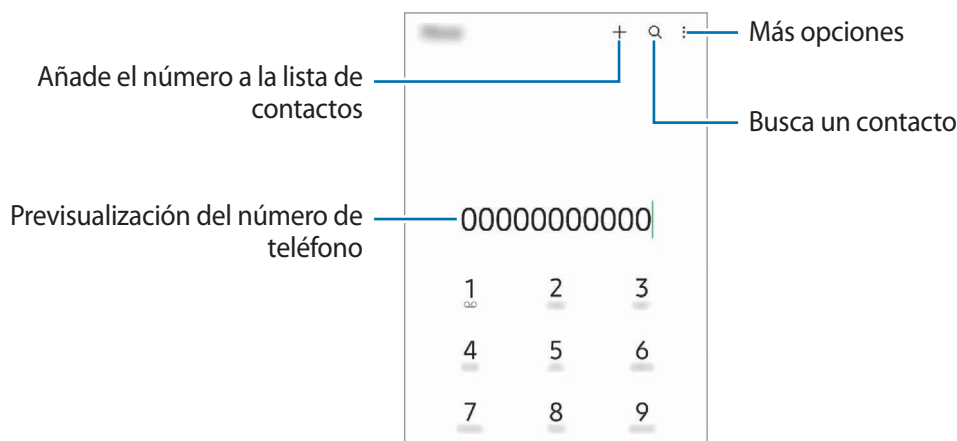 Más opciones
Añade el número a la lista de
contactos
Busca un contacto
Previsualización del número de
teléfono
00000000000
1 2 3
4 5 6
7 8 9